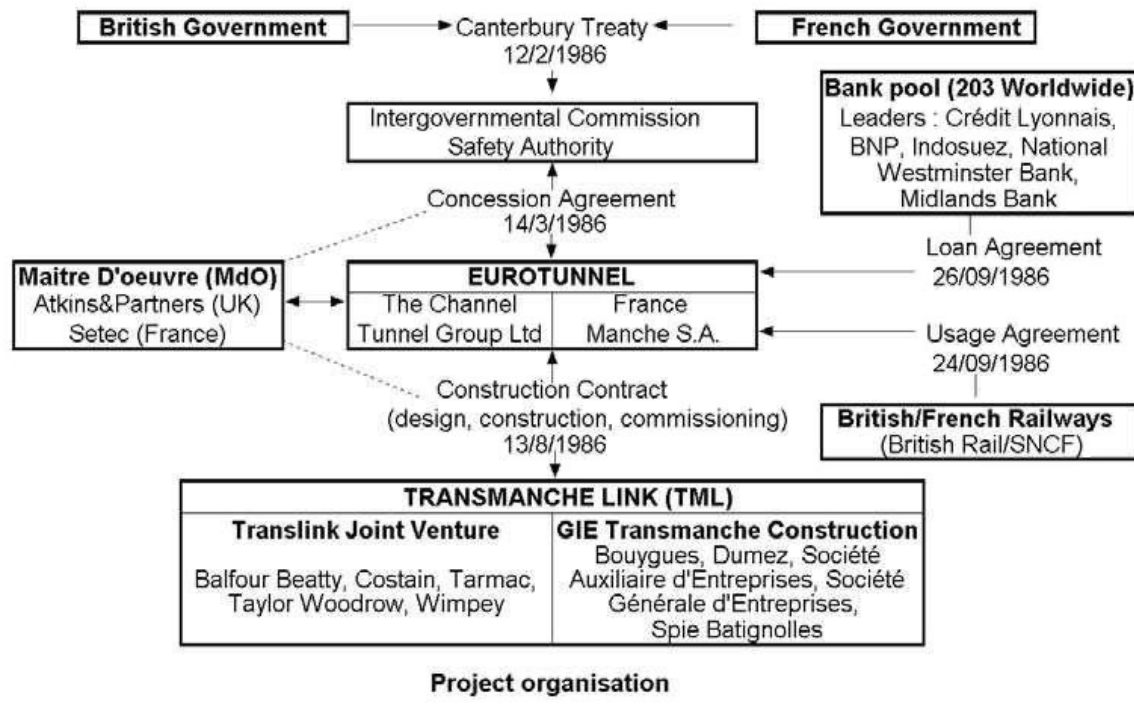 British Government
Canterbury Treaty
12/2/1986
French Government
Intergovernmental Commission
Safety Authority
Bank pool (203 Worldwide)
Leaders : Crédit Lyonnais,
BNP, Indosuez, National
Westminster Bank,
Midlands Bank
Concession Agreement
14/3/1986
Loan Agreement
26/09/1986
Maitre D'oeuvre (MdO)
Atkins&Partners (UK)
Setec (France)
EUROTUNNEL
The Channel
Tunnel Group Ltd
France
Manche S.A.
Usage Agreement
24/09/1986
Construction Contract
(design, construction, commissioning)
13/8/1986
British/French Railways
(British Rail/SNCF)
TRANSMANCHE LINK (TML)
Translink Joint Venture
Balfour Beatty, Costain, Tarmac,
Taylor Woodrow, Wimpey
GIE Transmanche Construction
Bouygues, Dumez, Société
Auxiliaire d'Entreprises, Société
Générale d'Entreprises,
Spie Batignolles
Project organisation